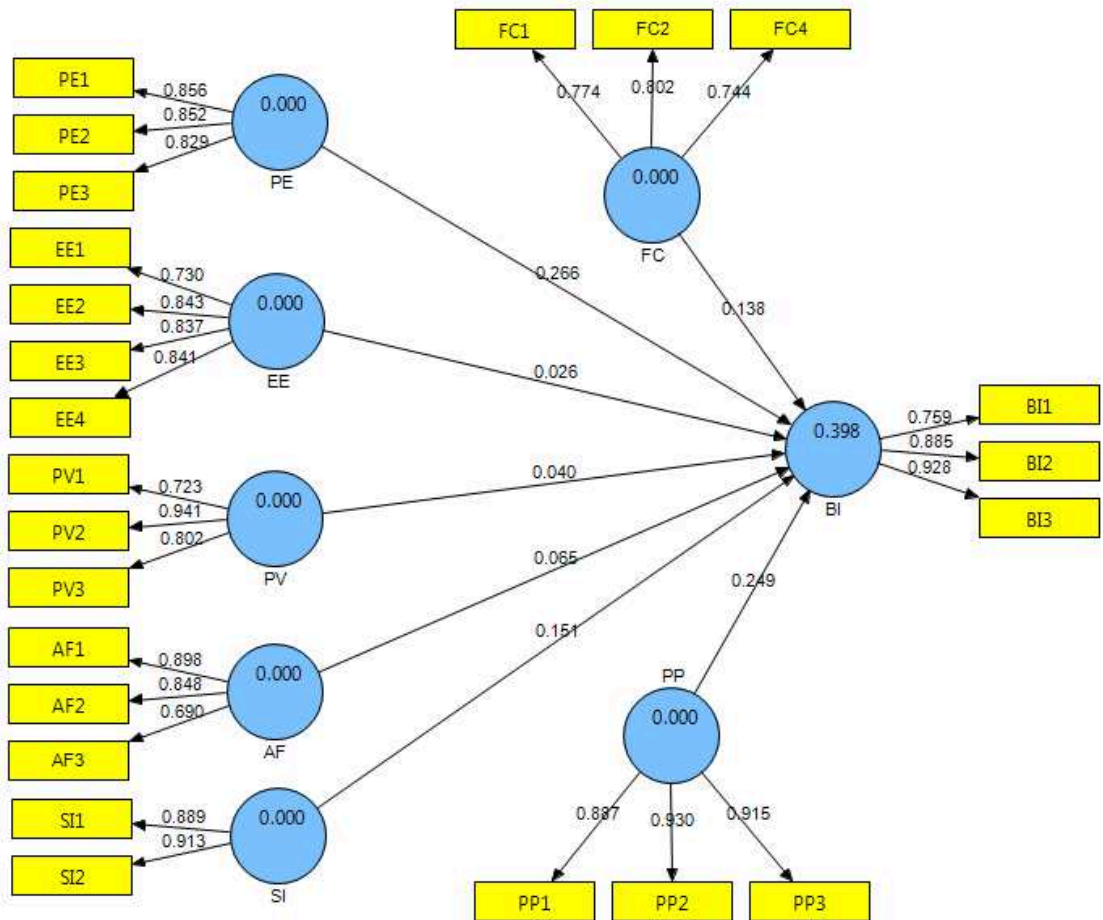 FC1
FC2
FC4
0.774
0.802
0.744
0.000
FC
0.138
PE1
PE2
PE3
0.856
0.852
0.829
0.000
PE
0.266
EE1
EE2
EE3
EE4
0.730
0.843
0.837
0.841
0.000
EE
0.026
PV1
PV2
PV3
0.723
0.941
0.802
0.000
PV
0.040
AF1
AF2
AF3
0.898
0.848
0.690
0.000
AF
0.065
SI1
SI2
0.889
0.913
0.000
SI
0.151
0.398
BI
0.759
0.885
0.928
BI1
BI2
BI3
0.249
PP
0.000
0.887
0.930
0.915
PP1
PP2
PP3